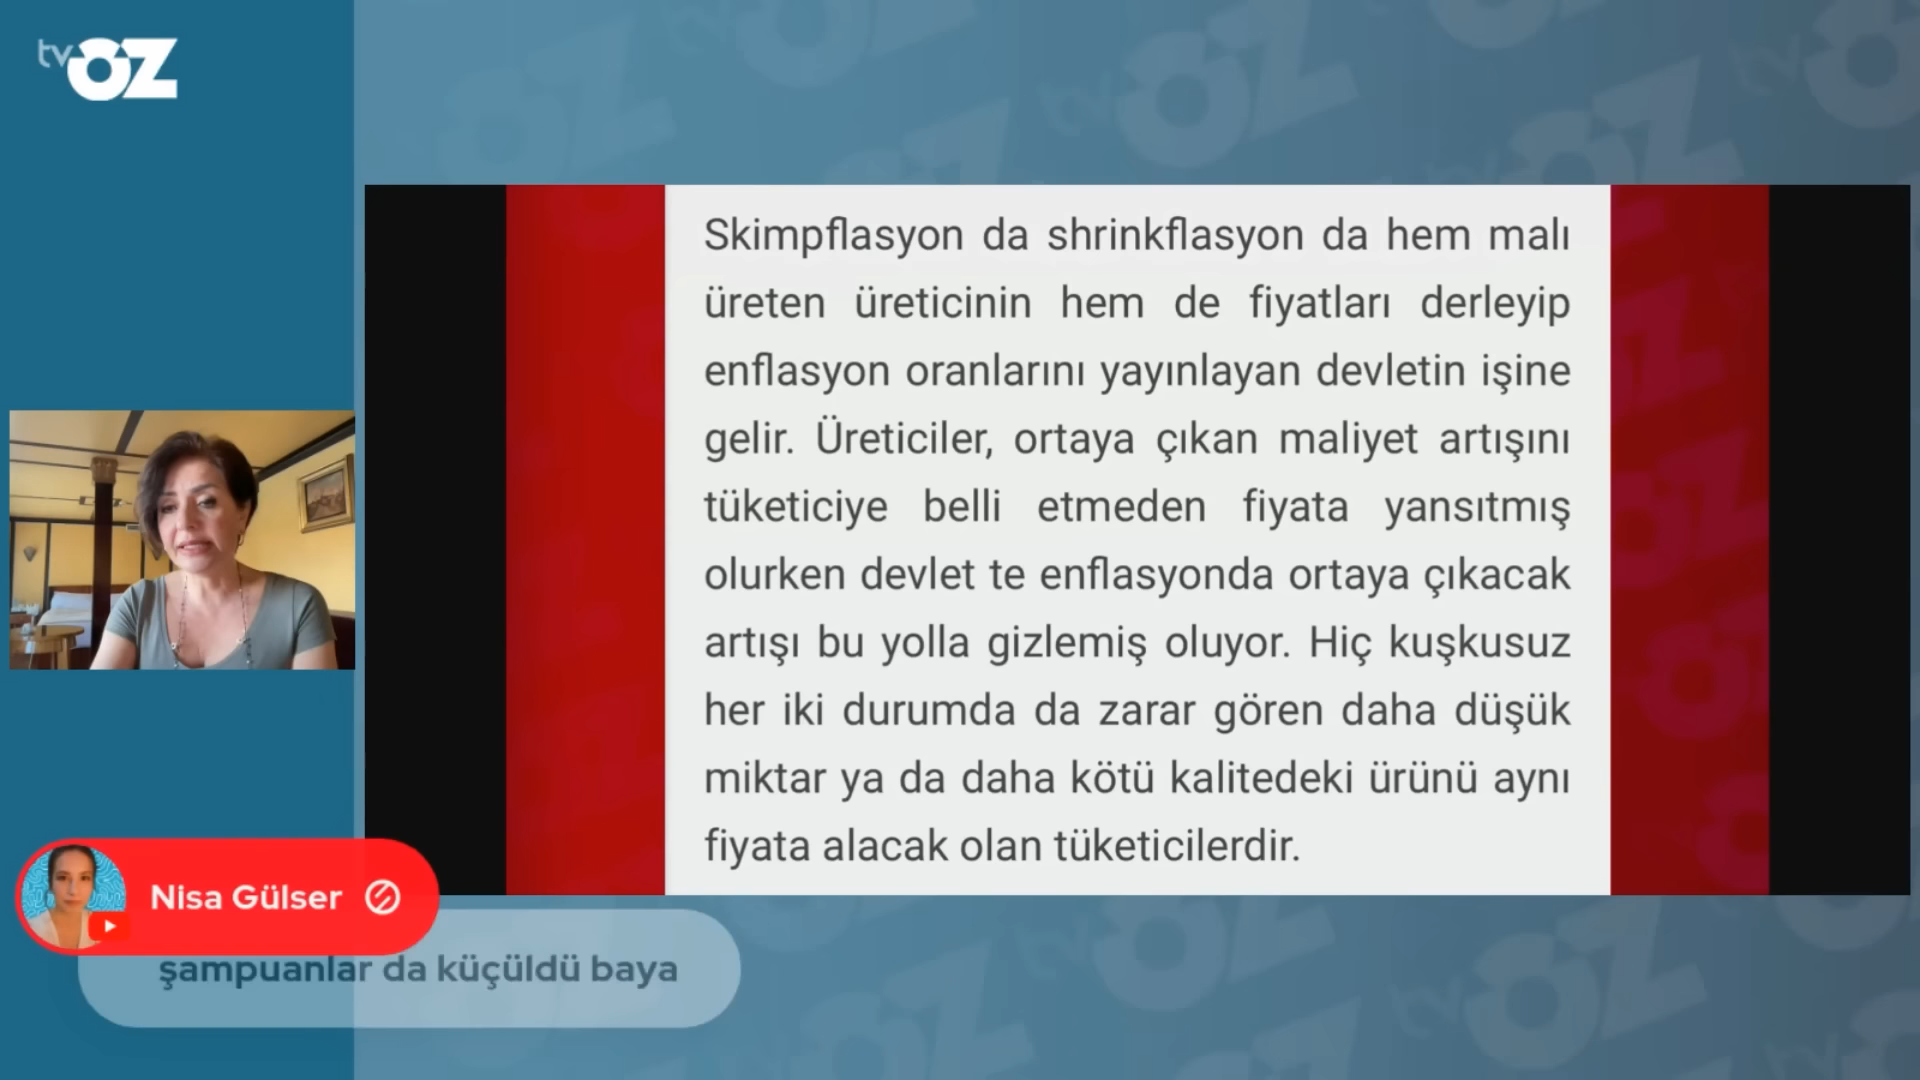 tvOZ
Skimpflasyon da shrinkflasyon da hem malı
üreten üreticinin hem de fiyatları derleyip
enflasyon oranlarını yayınlayan devletin işine
gelir. Üreticiler, ortaya çıkan maliyet artışını
tüketiciye belli etmeden fiyata yansıtmış
olurken devlet te enflasyonda ortaya çıkacak
artışı bu yolla gizlemiş oluyor. Hiç kuşkusuz
her iki durumda da zarar gören daha düşük
miktar ya da daha kötü kalitedeki ürünü aynı
fiyata alacak olan tüketicilerdir.
Nisa Gülser
şampuanlar da küçüldü baya